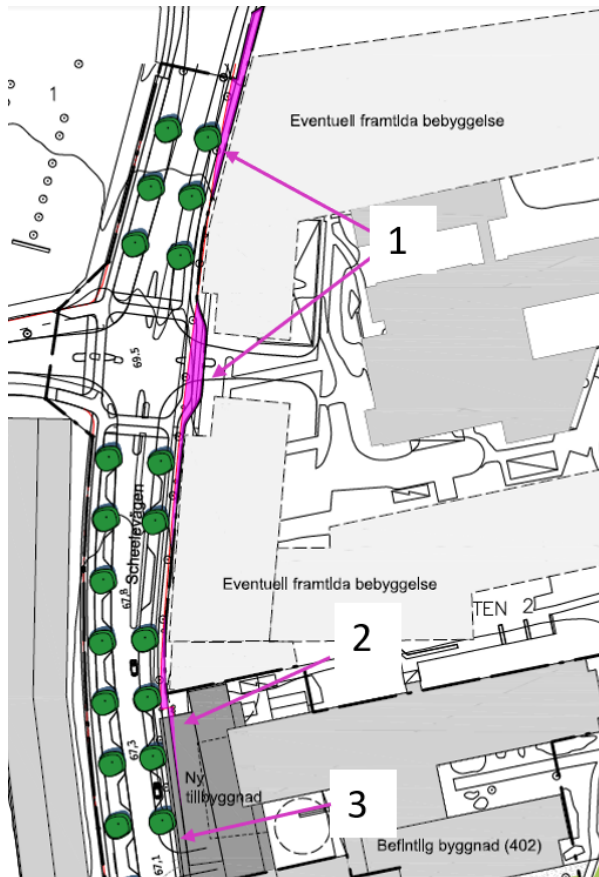 1
Eventuell framtida bebyggelse
1
69,5
Scheelevägen
67,8
Eventuell framtida bebyggelse
TEN 2
2
67,3
Ny
tillbyggnad
3
Befintlig byggnad (402)
67,1